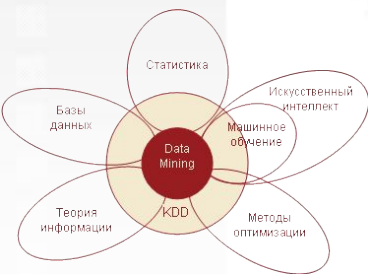 Статистика
Искусственный
интеллект
Базы
данных
Машинное
обучение
Data
Mining
KDD
Теория
информации
Методы
оптимизации